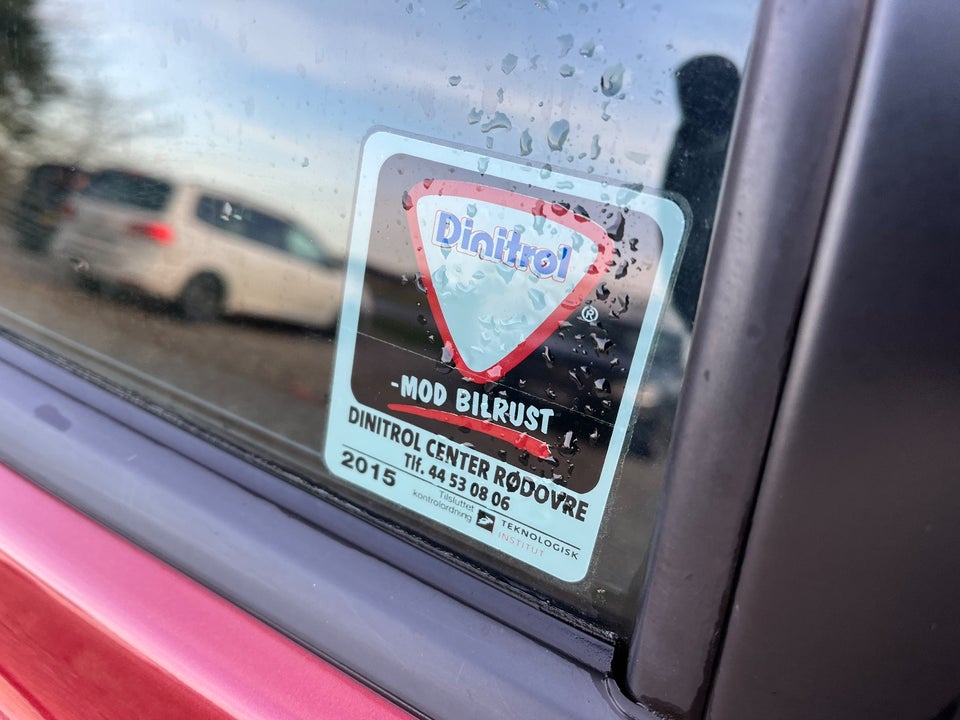 Dinitrol
®
-MOD BILRUST
DINITROL CENTER RØDOVRE
Tlf. 44 53 08 06
2015
Tilsluttet
kontrolordning
TEKNOLOGISK
INSTITUT